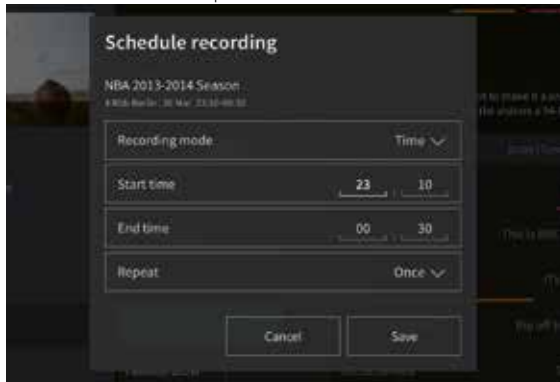 Schedule recording
NBA 2013-2014 Season
Recording mode Time
Start time 23 10
End time 00 30
Repeat Once
Cancel Save